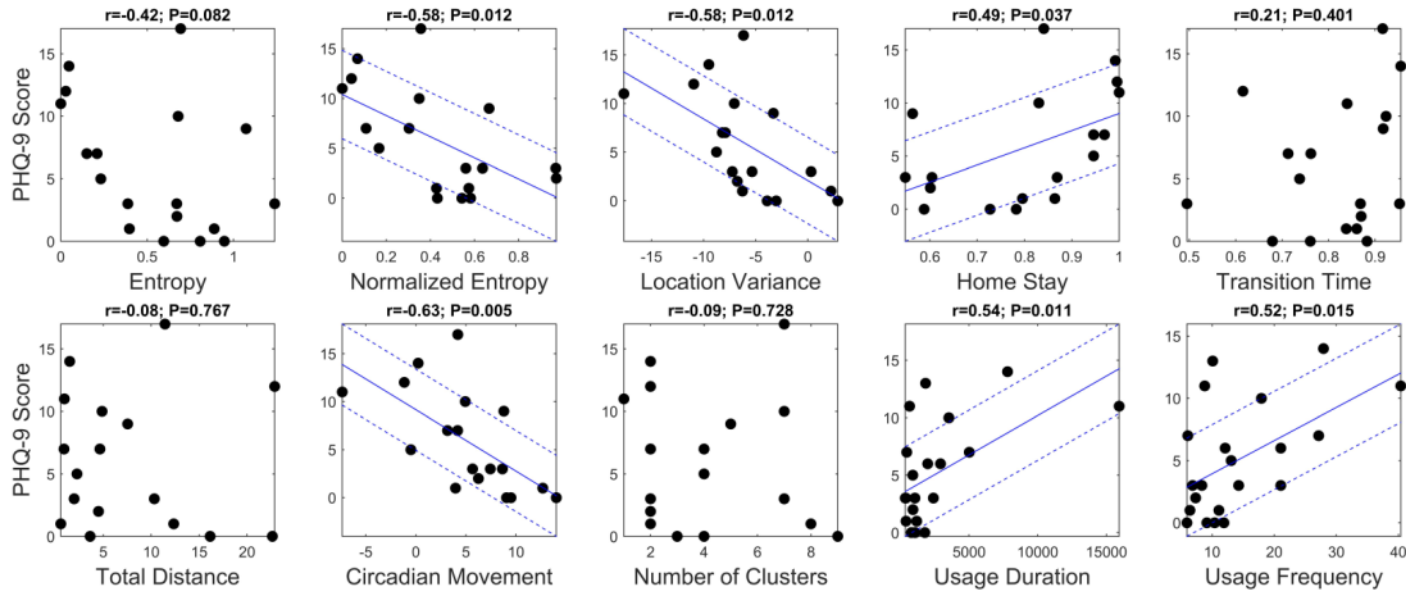 r=-0.42; P=0.082
r=-0.58; P=0.012
r=-0.58; P=0.012
r=0.49; P=0.037
r=0.21; P=0.401
PHQ-9 Score
15
10
5
0
0 0.5 1
Entropy
15
10
5
0
0 0.2 0.4 0.6 0.8
Normalized Entropy
15
10
5
0
-15 -10 -5 0
Location Variance
15
10
5
0
0.6 0.7 0.8 0.9 1
Home Stay
15
10
5
0
0.5 0.6 0.7 0.8 0.9
Transition Time
r=-0.08; P=0.767
r=-0.63; P=0.005
r=-0.09; P=0.728
r=0.54; P=0.011
r=0.52; P=0.015
PHQ-9 Score
15
10
5
0
5 10 15 20
Total Distance
15
10
5
0
-5 0 5 10
Circadian Movement
15
10
5
0
2 4 6 8
Number of Clusters
15
10
5
0
5000 10000 15000
Usage Duration
15
10
5
0
10 20 30 40
Usage Frequency